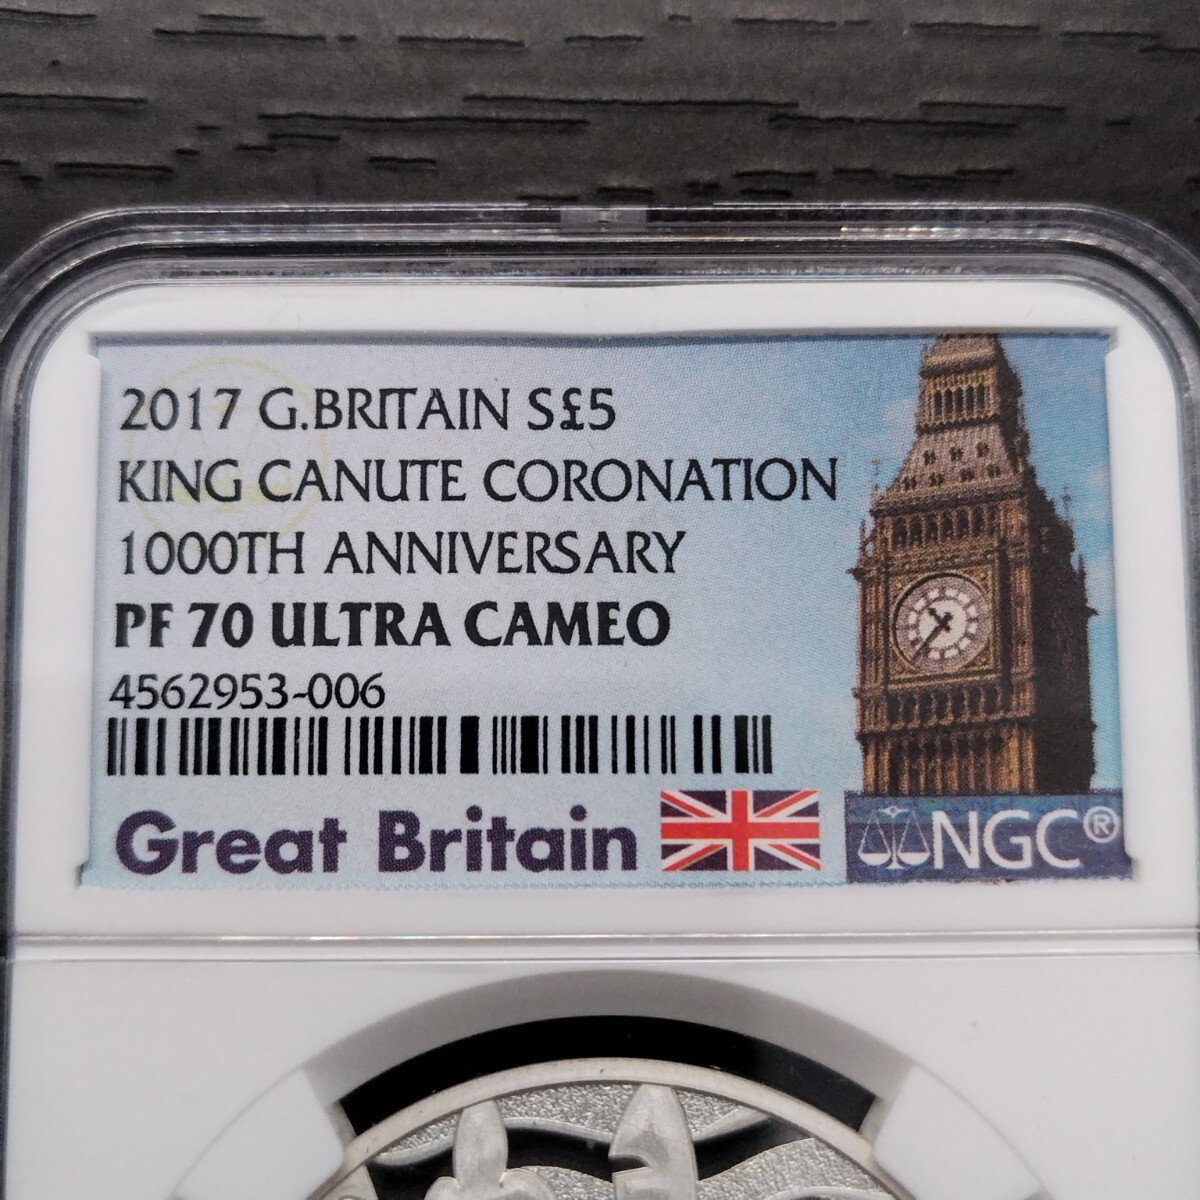 2017 G.BRITAIN S£5
KING CANUTE CORONATION
1000TH ANNIVERSARY
PF 70 ULTRA CAMEO
4562953-006
Great Britain
NGC®